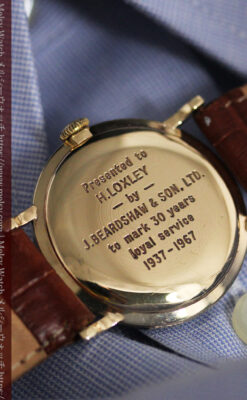 Presented to
H. LOXLEY
— by —
J. BEARDSHAW & SON. LTD.
to mark 30 years
loyal service
1937-1967